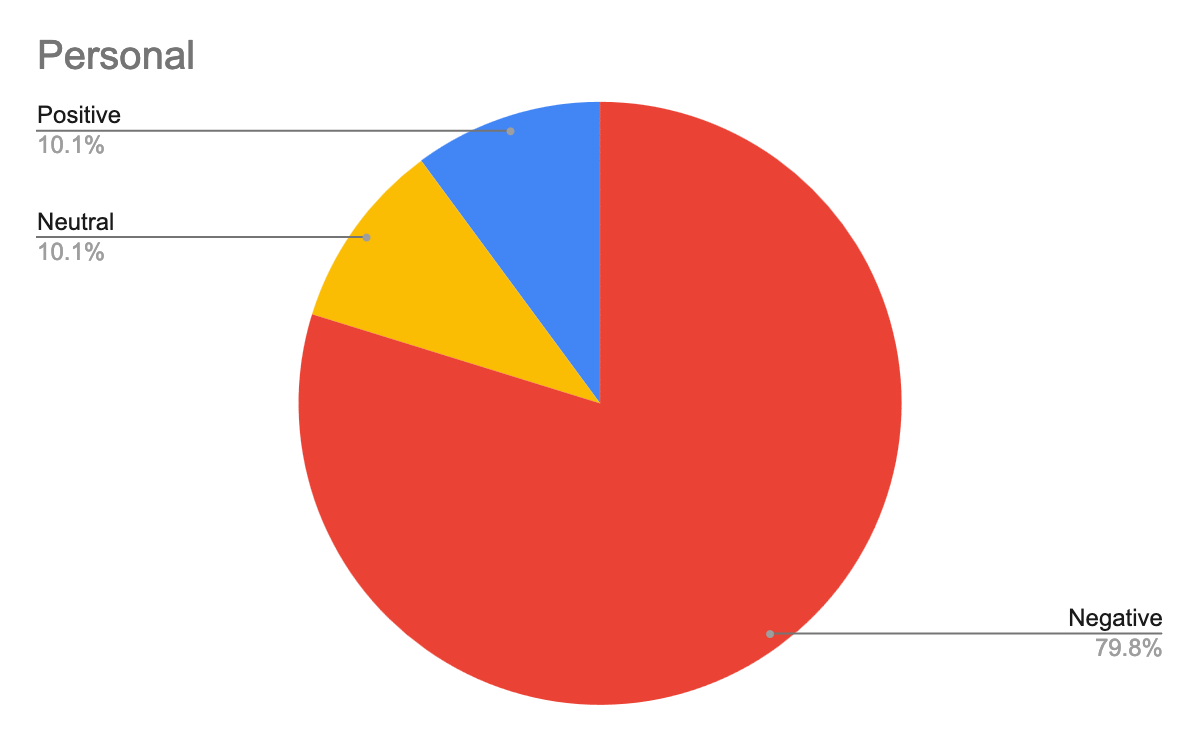 Personal
Positive
10.1%
Neutral
10.1%
Negative
79.8%